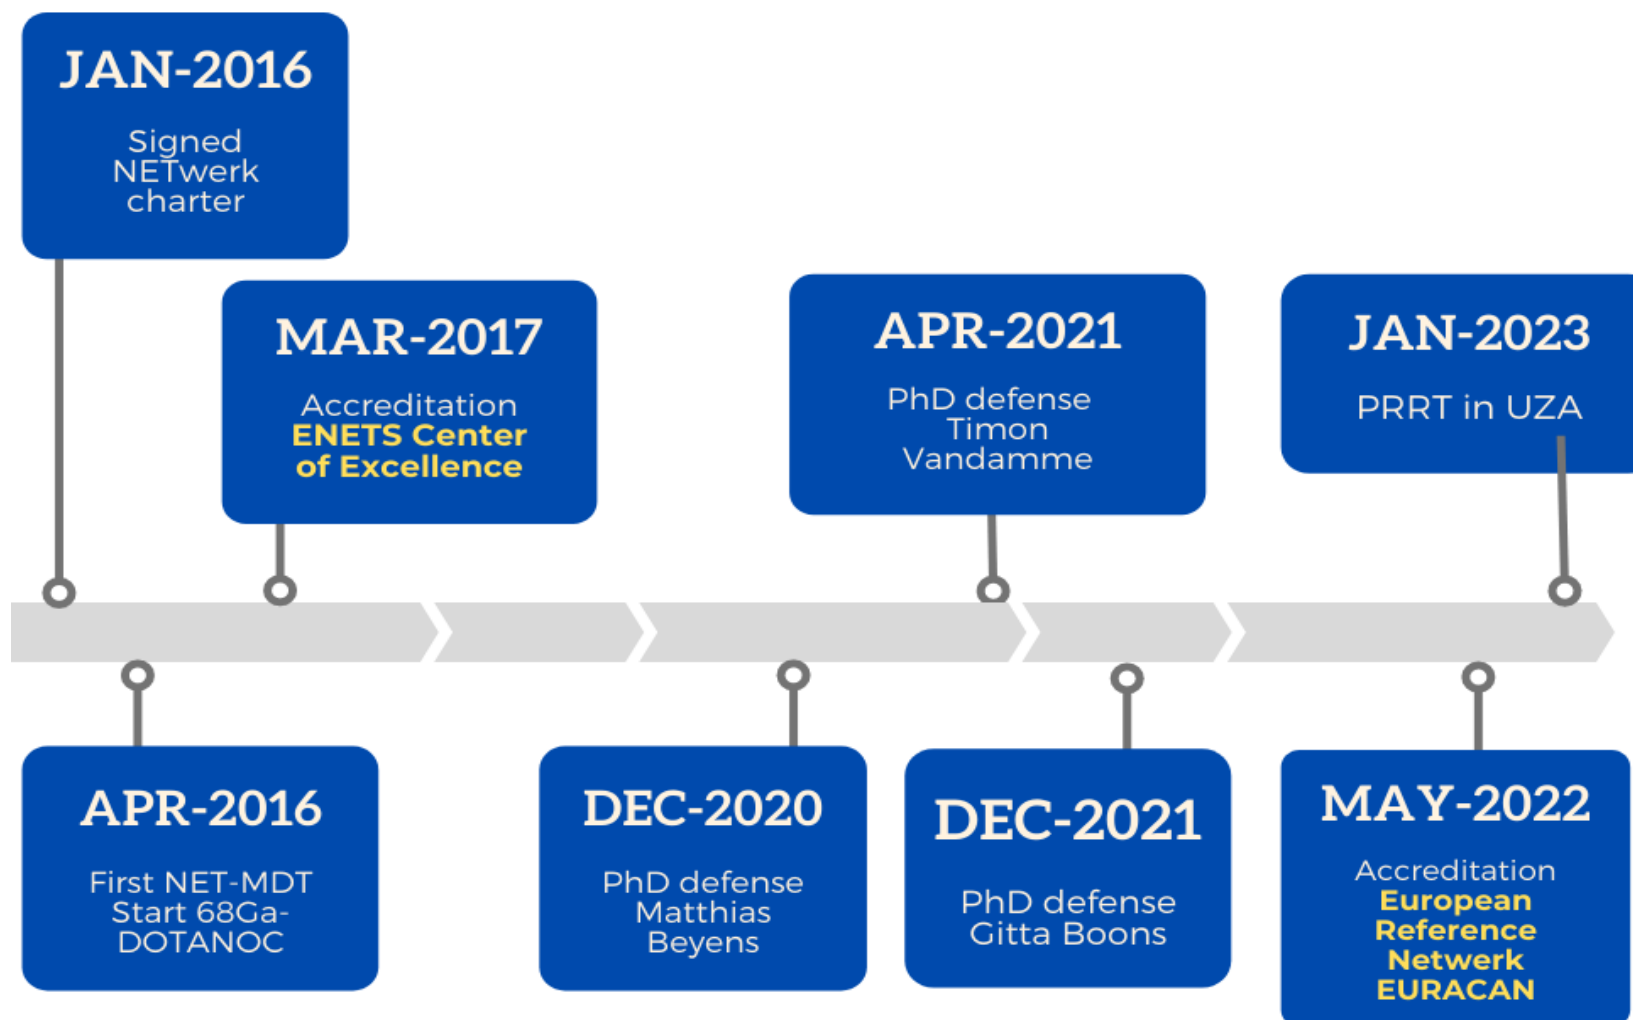 JAN-2016
Signed
NETwerk
charter
MAR-2017
Accreditation
ENETS Center
of Excellence
APR-2021
PhD defense
Timon
Vandamme
JAN-2023
PRRT in UZA
APR-2016
First NET-MDT
Start 68Ga-
DOTANOC
DEC-2020
PhD defense
Matthias
Beyens
DEC-2021
PhD defense
Gitta Boons
MAY-2022
Accreditation
European
Reference
Netwerk
EURACAN